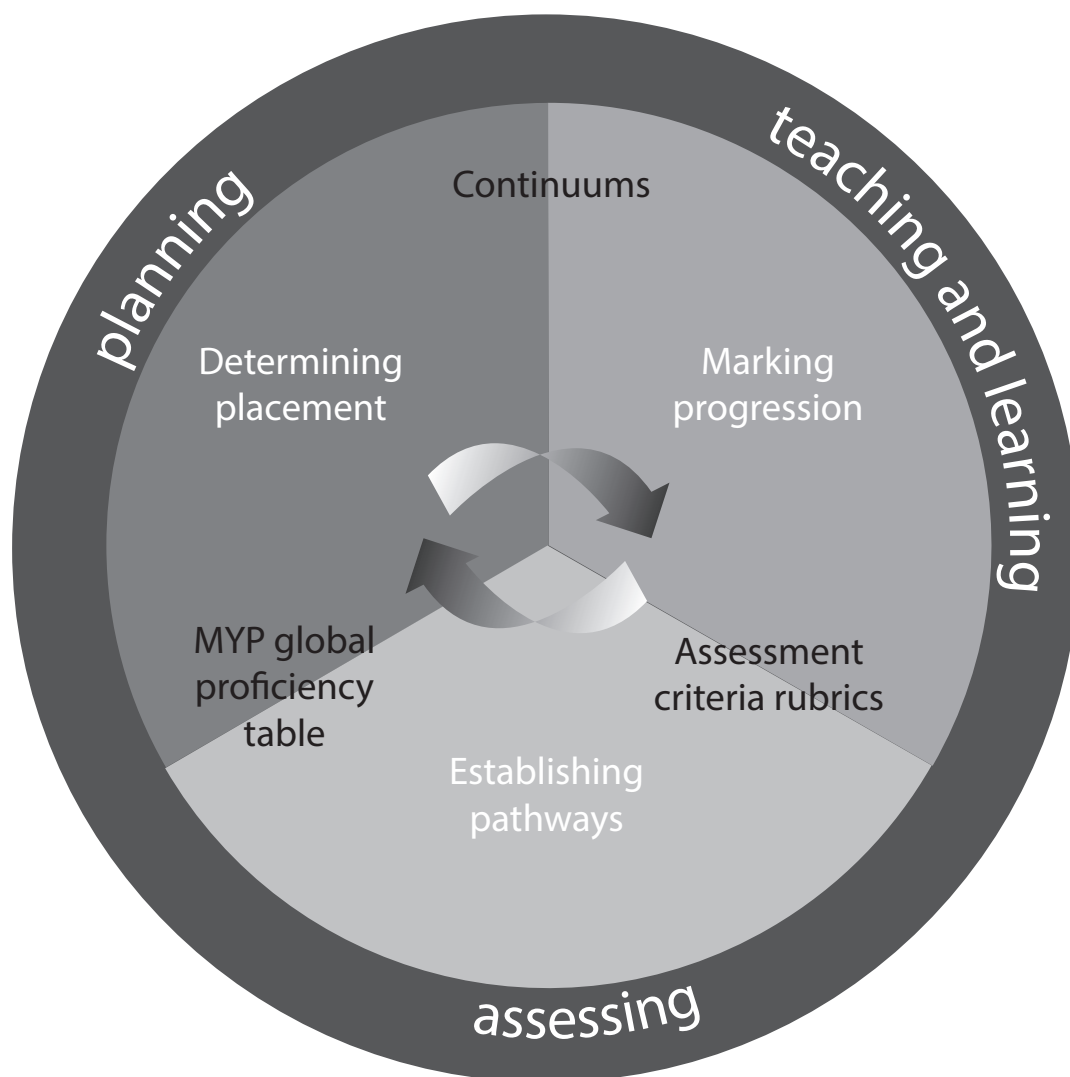 planning
teaching and learning
Continuums
Determining
placement
Marking
progression
MYP global
proficiency
table
Assessment
criteria rubrics
Establishing
pathways
assessing